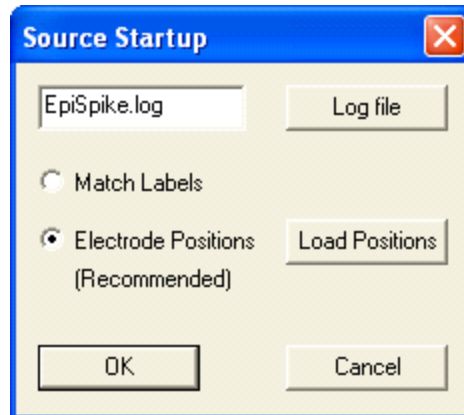 Source Startup
EpiSpike.log
Log file
Match Labels
Electrode Positions
(Recommended)
Load Positions
OK
Cancel